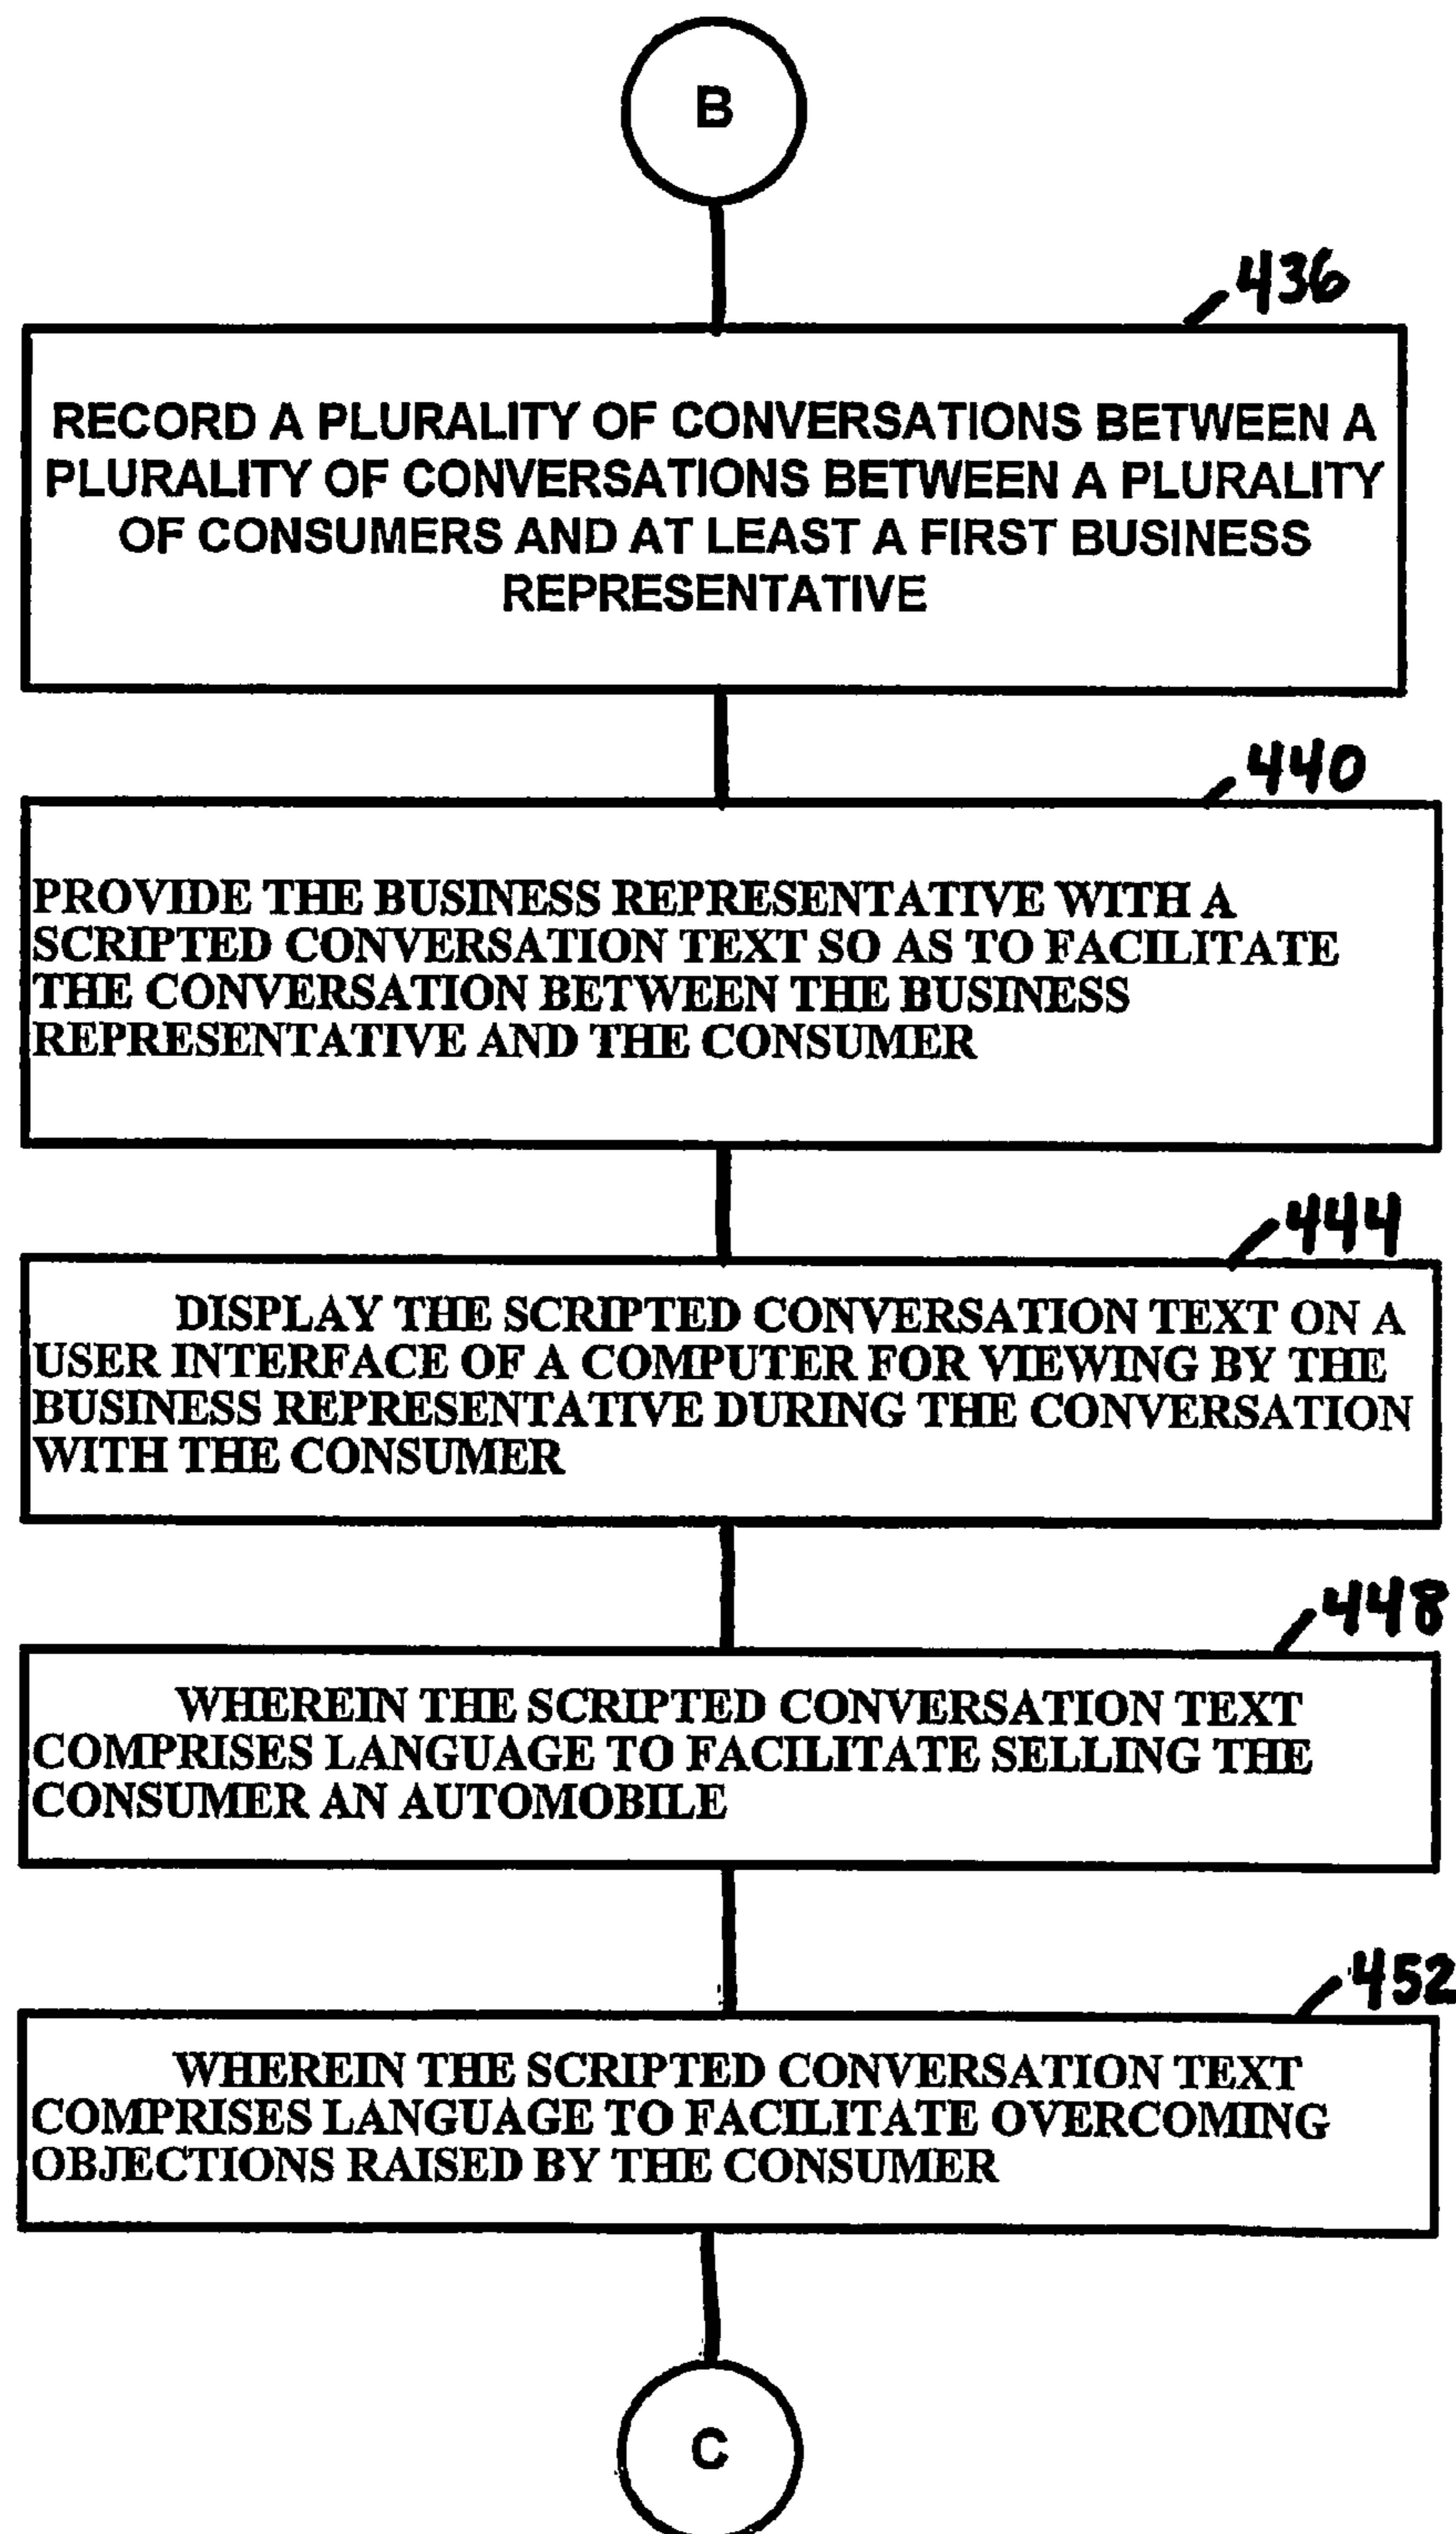 B
436
RECORD A PLURALITY OF CONVERSATIONS BETWEEN A
PLURALITY OF CONVERSATIONS BETWEEN A PLURALITY
OF CONSUMERS AND AT LEAST A FIRST BUSINESS
REPRESENTATIVE
440
PROVIDE THE BUSINESS REPRESENTATIVE WITH A
SCRIPTED CONVERSATION TEXT SO AS TO FACILITATE
THE CONVERSATION BETWEEN THE BUSINESS
REPRESENTATIVE AND THE CONSUMER
444
DISPLAY THE SCRIPTED CONVERSATION TEXT ON A
USER INTERFACE OF A COMPUTER FOR VIEWING BY THE
BUSINESS REPRESENTATIVE DURING THE CONVERSATION
WITH THE CONSUMER
448
WHEREIN THE SCRIPTED CONVERSATION TEXT
COMPRISES LANGUAGE TO FACILITATE SELLING THE
CONSUMER AN AUTOMOBILE
452
WHEREIN THE SCRIPTED CONVERSATION TEXT
COMPRISES LANGUAGE TO FACILITATE OVERCOMING
OBJECTIONS RAISED BY THE CONSUMER
C